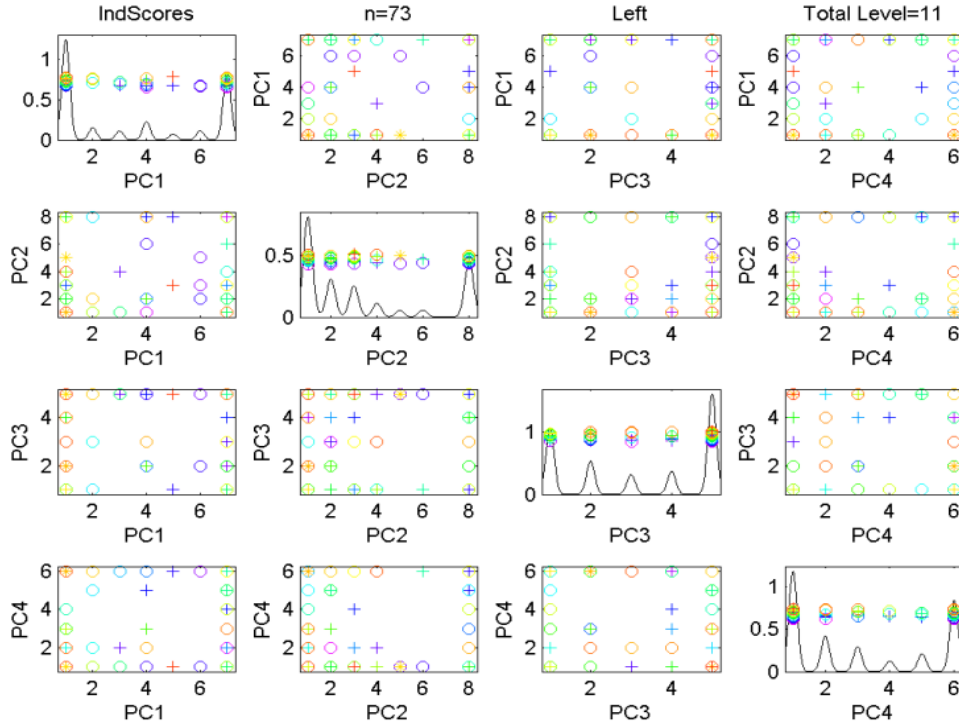 IndScores n=73 Left Total Level=11
1 6 6 6
0.5 4 4 4
0 2 2 2
PC1 PC1 PC1
2 4 6 2 4 6 8 2 4 2 4 6
PC1 PC2 PC3 PC4
8 8 8
6 0.5 6 6
4 4 4
2 0 2 2
PC2 PC2 PC2
2 4 6 2 4 6 8 2 4 2 4 6
PC1 PC2 PC3 PC4
4 4 1 4
2 2 0 2
PC3 PC3 PC3
2 4 6 2 4 6 8 2 4 2 4 6
PC1 PC2 PC3 PC4
6 6 6 1
4 4 4 0.5
2 2 2 0
PC4 PC4 PC4
2 4 6 2 4 6 8 2 4 2 4 6
PC1 PC2 PC3 PC4